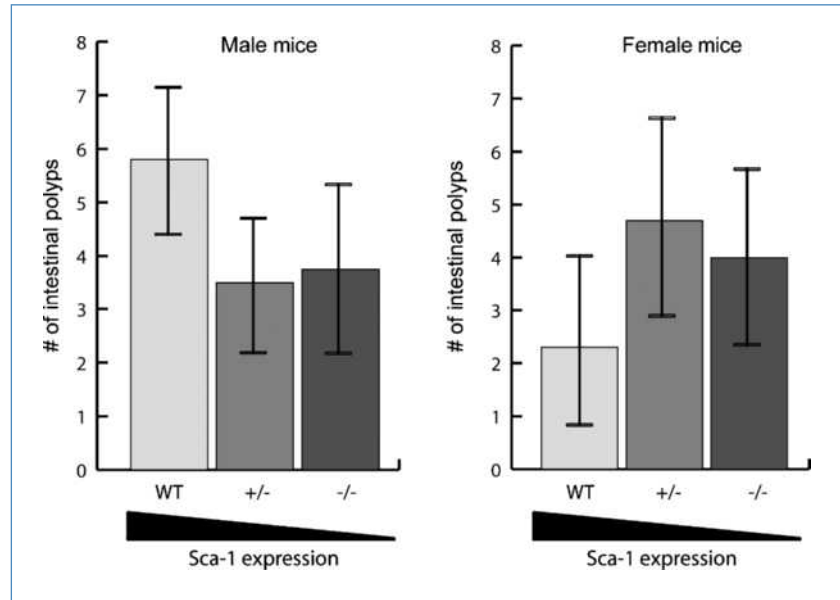 Male mice
8
7
6
5
4
3
2
1
0
# of intestinal polyps
WT +/- -/-
Sca-1 expression
Female mice
8
7
6
5
4
3
2
1
0
# of intestinal polyps
WT +/- -/-
Sca-1 expression